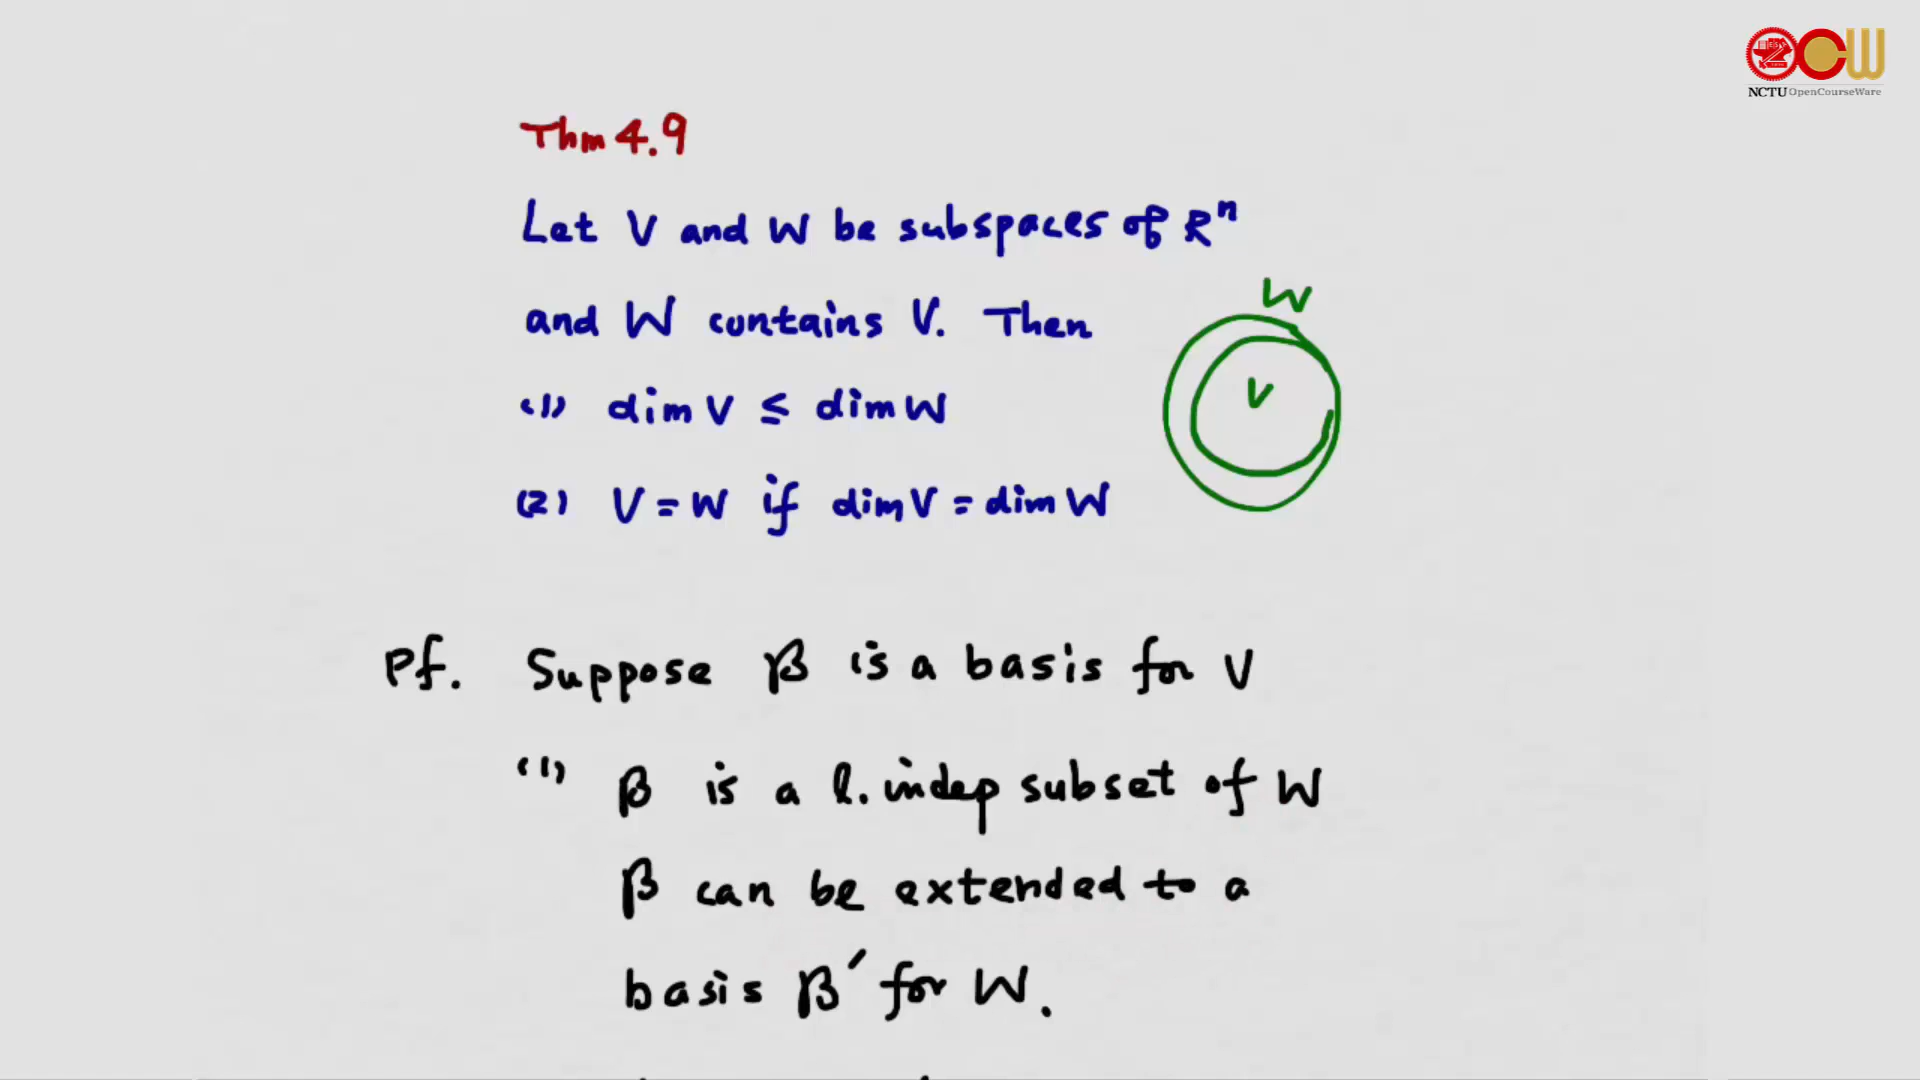 NCTU OpenCourseWare
Thm 4.9
Let V and W be subspaces of Rⁿ
and W contains V. Then
W
V
(1) dim V ≤ dim W
(2) V = W if dim V = dim W
Pf. Suppose β is a basis for V
(1) β is a l. indep subset of W
β can be extended to a
basis β′ for W.